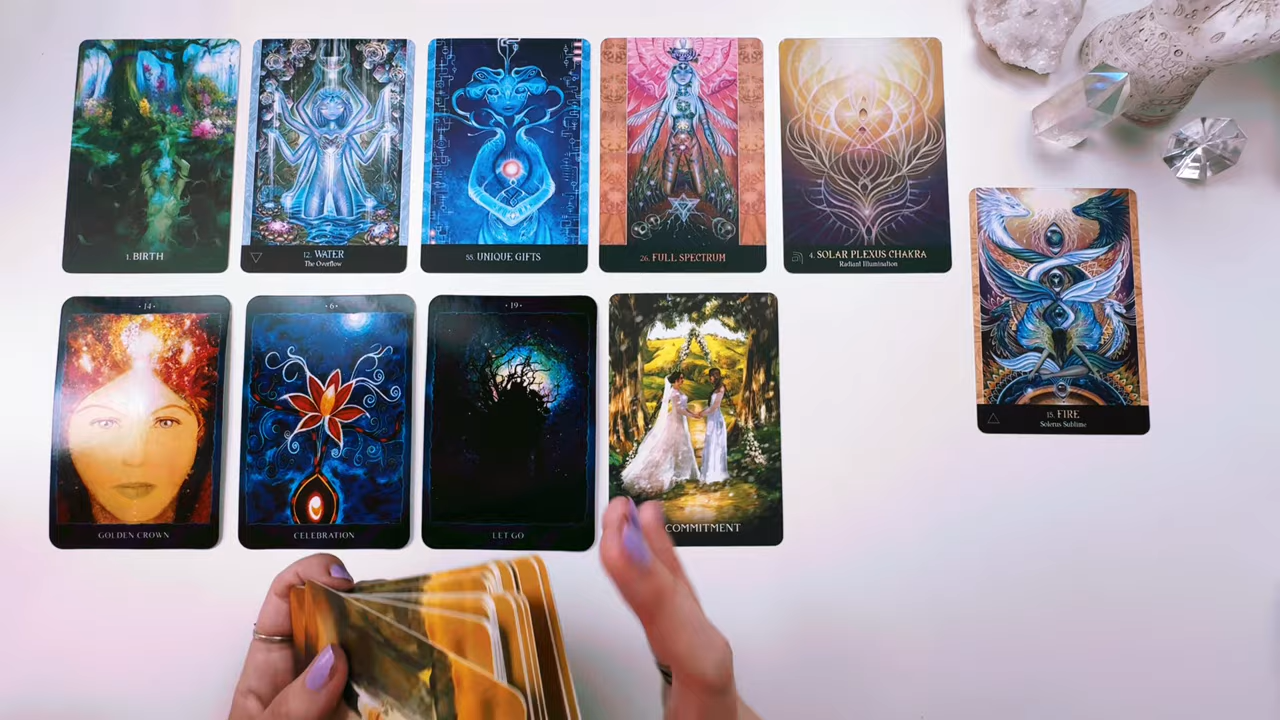 1. BIRTH
12. WATER
The Overflow
55. UNIQUE GIFTS
26. FULL SPECTRUM
4. SOLAR PLEXUS CHAKRA
Radiant Illumination
15. FIRE
Solerus Sublime
• 14 •
GOLDEN CROWN
• 6 •
CELEBRATION
• 19 •
LET GO
COMMITMENT